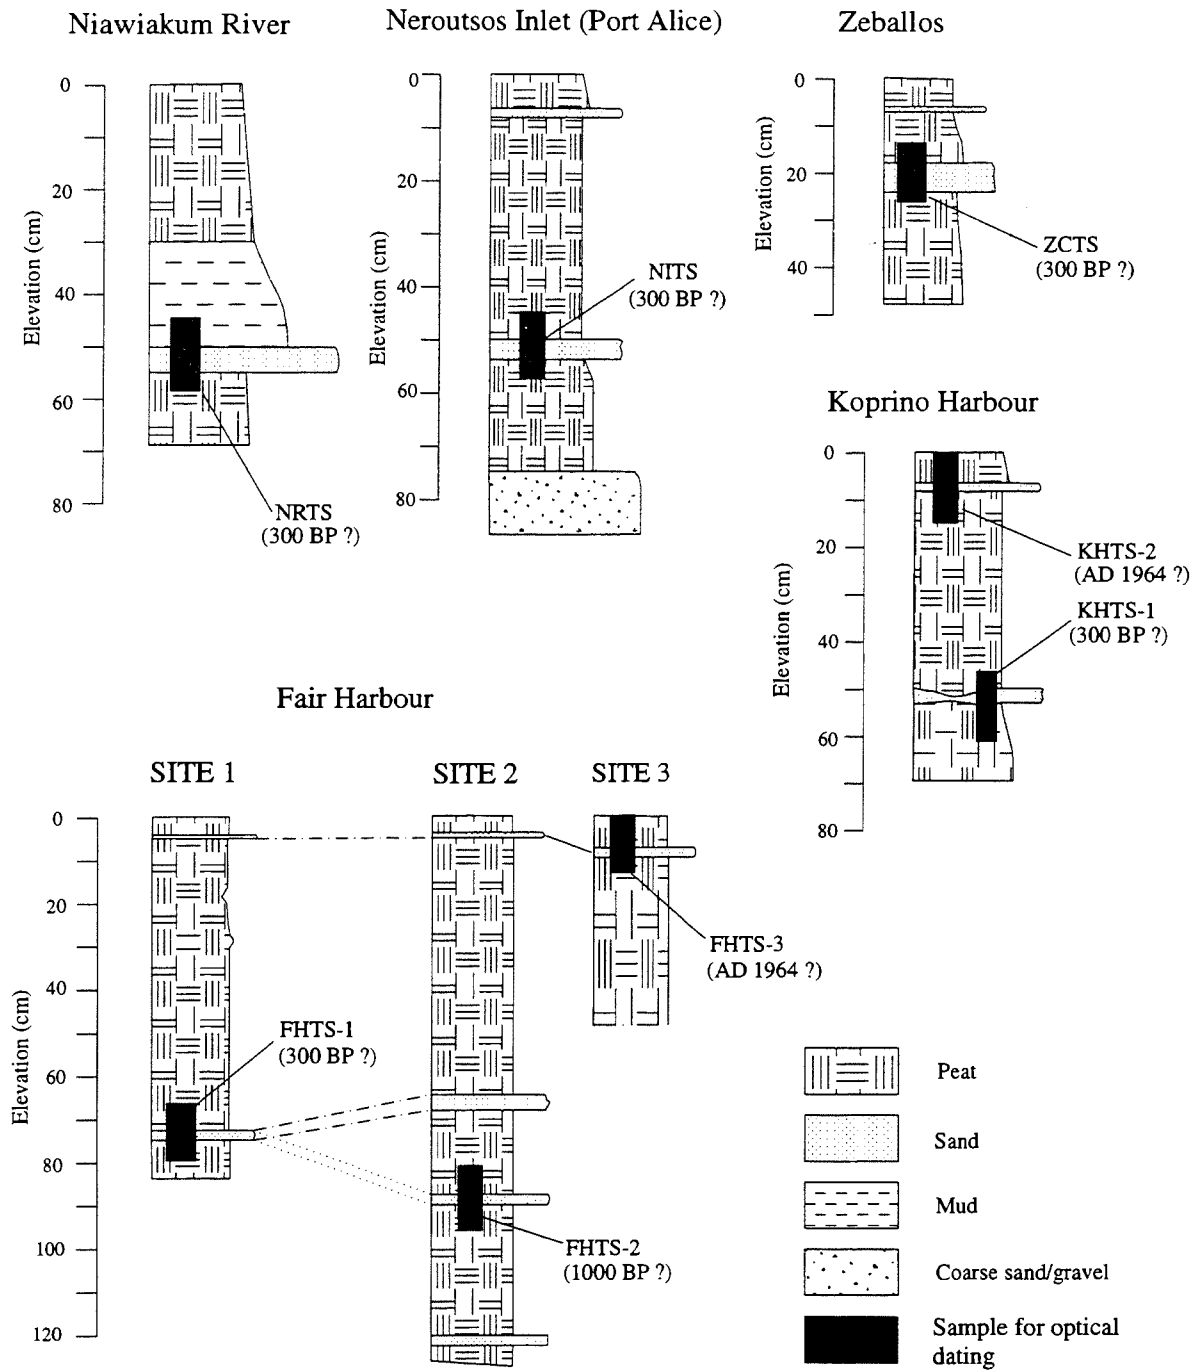 Niawiakum River
Neroutsos Inlet (Port Alice)
Zeballos
0
20
40
60
80
Elevation (cm)
NRTS
(300 BP ?)
0
20
40
60
80
Elevation (cm)
NITS
(300 BP ?)
0
20
40
Elevation (cm)
ZCTS
(300 BP ?)
Koprino Harbour
0
20
40
60
80
Elevation (cm)
KHTS-2
(AD 1964 ?)
KHTS-1
(300 BP ?)
Fair Harbour
SITE 1
SITE 2
SITE 3
0
20
40
60
80
100
120
Elevation (cm)
FHTS-1
(300 BP ?)
FHTS-2
(1000 BP ?)
FHTS-3
(AD 1964 ?)
Peat
Sand
Mud
Coarse sand/gravel
Sample for optical
dating